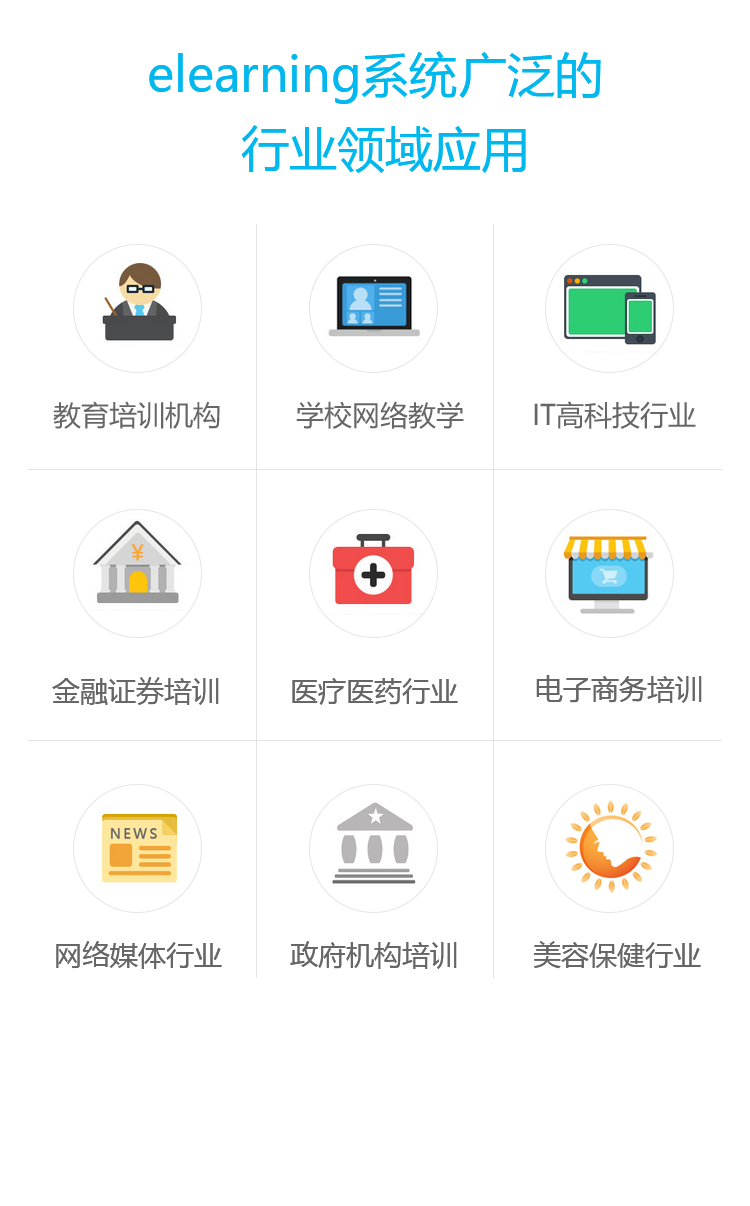 elearning系统广泛的
行业领域应用
教育培训机构
学校网络教学
IT高科技行业
¥
金融证券培训
医疗医药行业
电子商务培训
NEWS
网络媒体行业
政府机构培训
美容保健行业